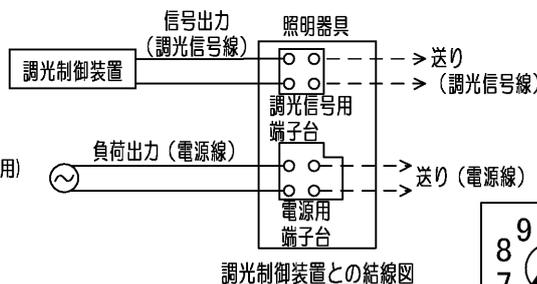 信号出力
（調光信号線）
照明器具
調光制御装置
送り
（調光信号線）
調光信号用
端子台
負荷出力（電源線）
用）
送り（電源線）
電源用
端子台
調光制御装置との結線図
9
8
7